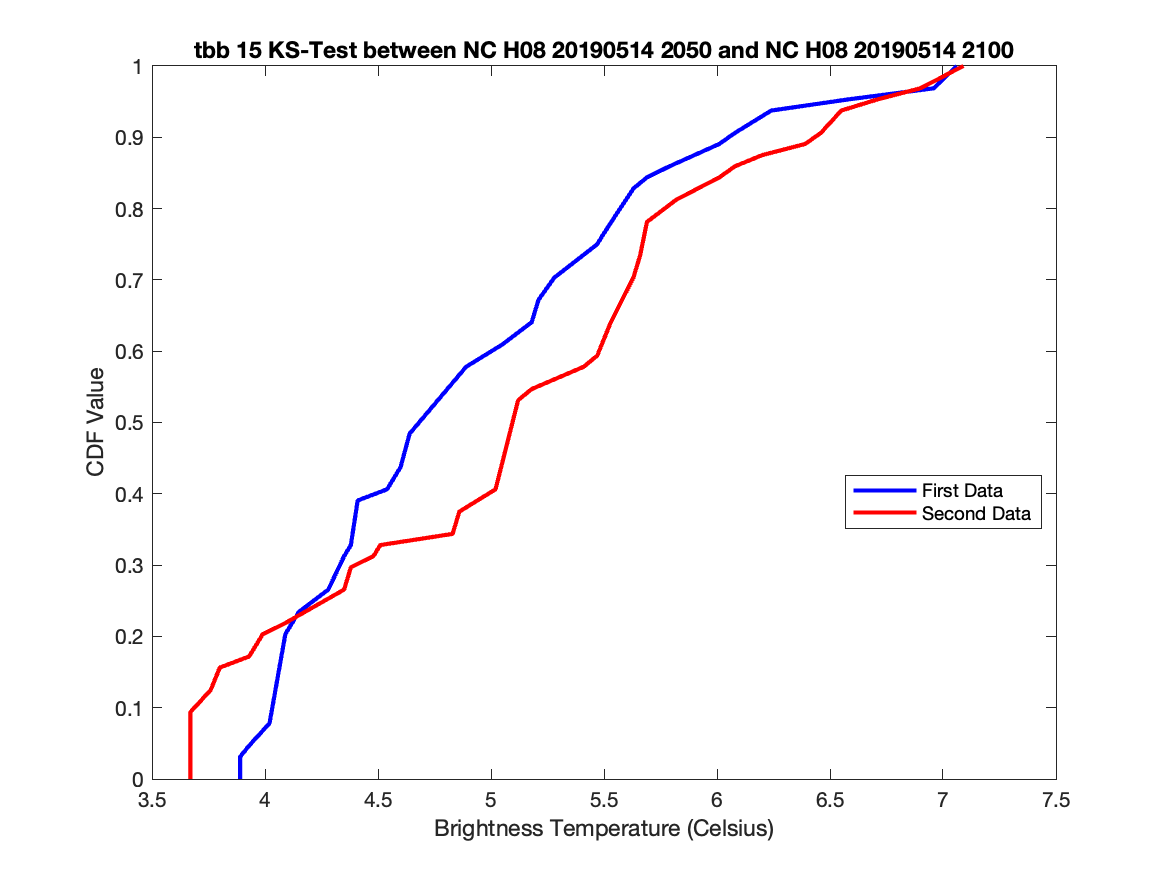 tbb 15 KS-Test between NC H08 20190514 2050 and NC H08 20190514 2100
1
0.9
0.8
0.7
0.6
0.5
0.4
0.3
0.2
0.1
0
CDF Value
First Data
Second Data
3.5 4 4.5 5 5.5 6 6.5 7 7.5
Brightness Temperature (Celsius)